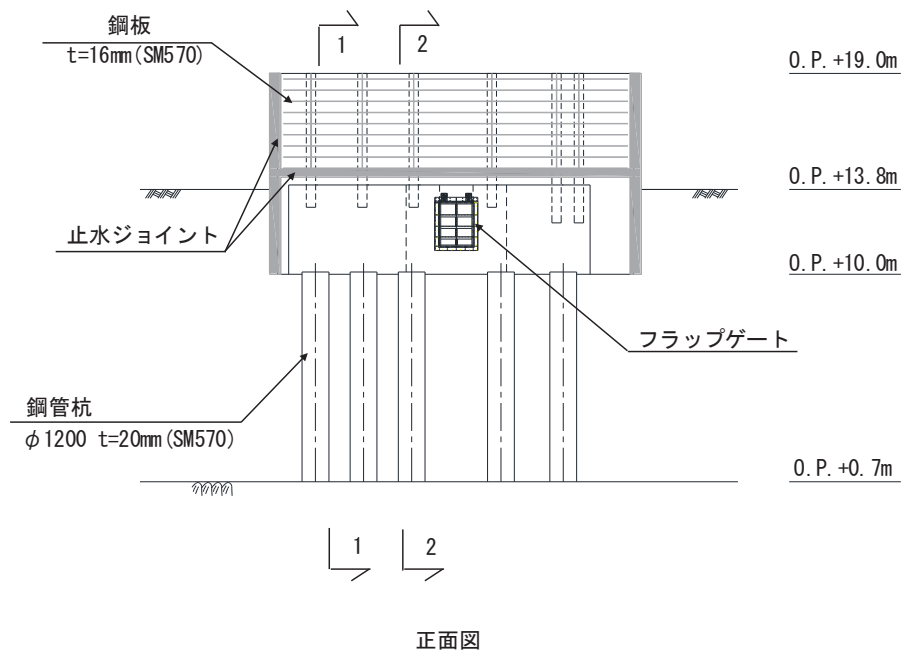 鋼板
t=16mm(SM570)
1
2
O.P.+19.0m
O.P.+13.8m
止水ジョイント
O.P.+10.0m
フラップゲート
鋼管杭
φ1200 t=20mm(SM570)
O.P.+0.7m
1
2
正面図